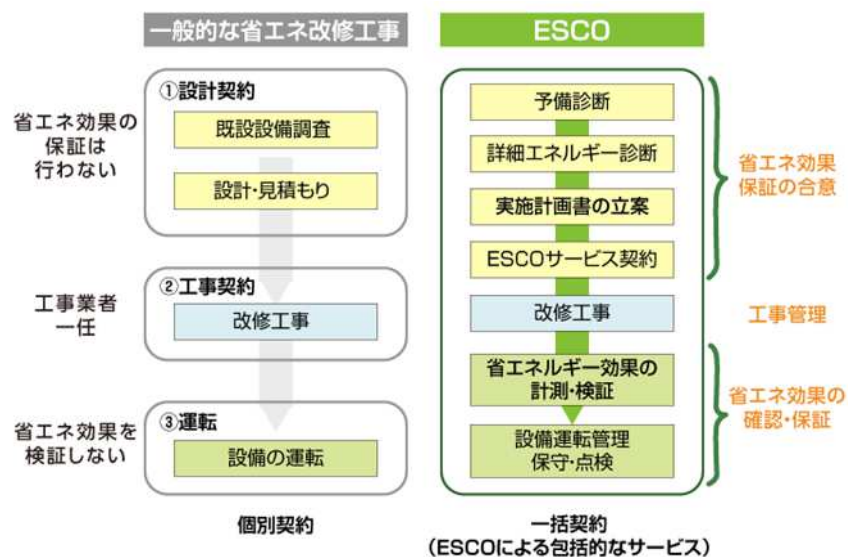 一般的な省エネ改修工事
ESCO
省エネ効果の
保証は
行わない
①設計契約
既設設備調査
設計・見積もり
工事業者
一任
②工事契約
改修工事
省エネ効果を
検証しない
③運転
設備の運転
個別契約
予備診断
詳細エネルギー診断
実施計画書の立案
ESCOサービス契約
省エネ効果
保証の合意
改修工事
工事管理
省エネルギー効果の
計測・検証
設備運転管理
保守・点検
省エネ効果の
確認・保証
一括契約
(ESCOによる包括的なサービス)